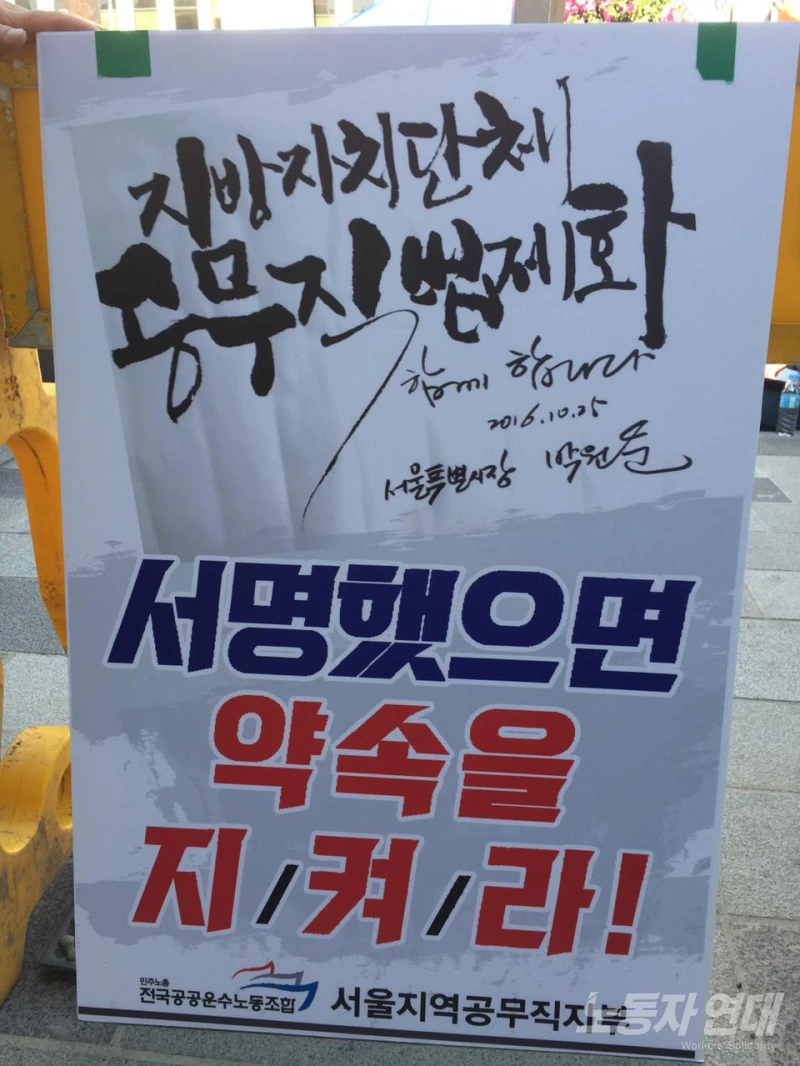 지방자치단체
공무직 법제화
함께 합니다
2016.10.25
서울특별시장 박원순
서명했으면
약속을
지/켜/라!
민주노총
전국공공운수노동조합 서울지역공무직지부
노동자 연대
Workers' Solidarity